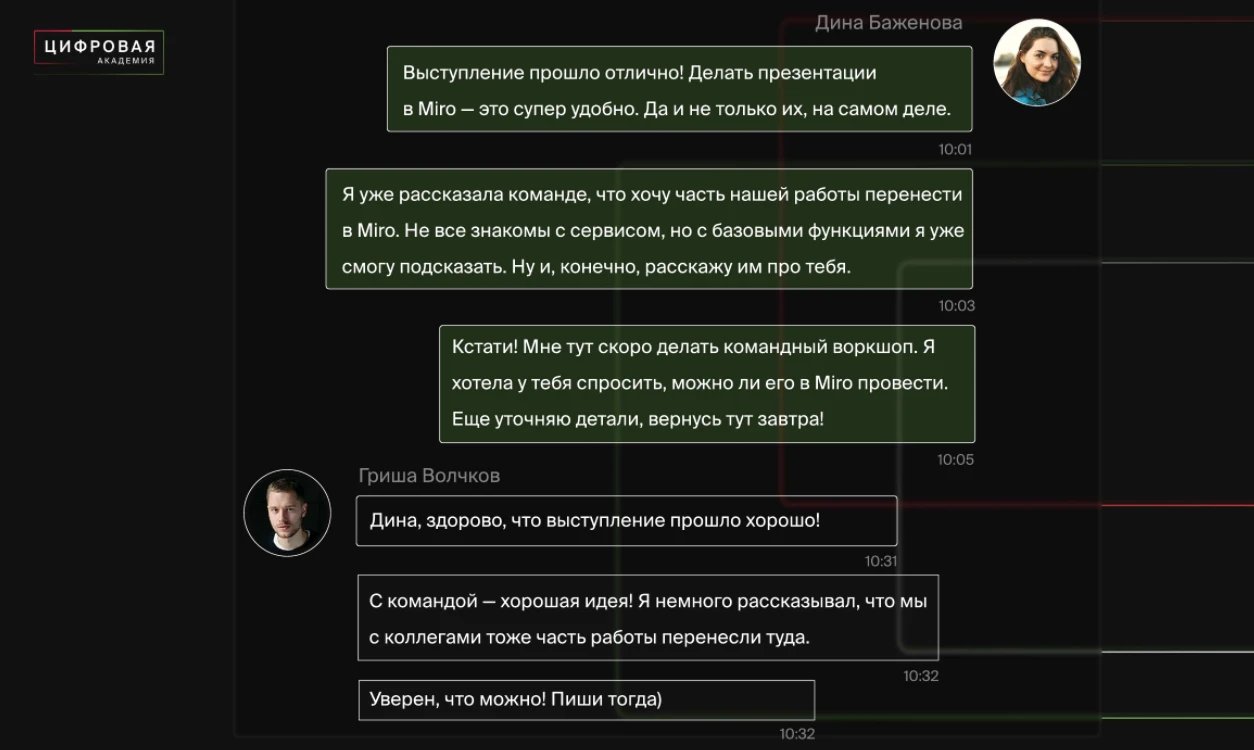 ЦИФРОВАЯ
АКАДЕМИЯ
Дина Баженова
Выступление прошло отлично! Делать презентации
в Miro — это супер удобно. Да и не только их, на самом деле.
10:01
Я уже рассказала команде, что хочу часть нашей работы перенести
в Miro. Не все знакомы с сервисом, но с базовыми функциями я уже
смогу подсказать. Ну и, конечно, расскажу им про тебя.
10:03
Кстати! Мне тут скоро делать командный воркшоп. Я
хотела у тебя спросить, можно ли его в Miro провести.
Еще уточняю детали, вернусь тут завтра!
10:05
Гриша Волчков
Дина, здорово, что выступление прошло хорошо!
10:31
С командой — хорошая идея! Я немного рассказывал, что мы
с коллегами тоже часть работы перенесли туда.
10:32
Уверен, что можно! Пиши тогда)
10:32